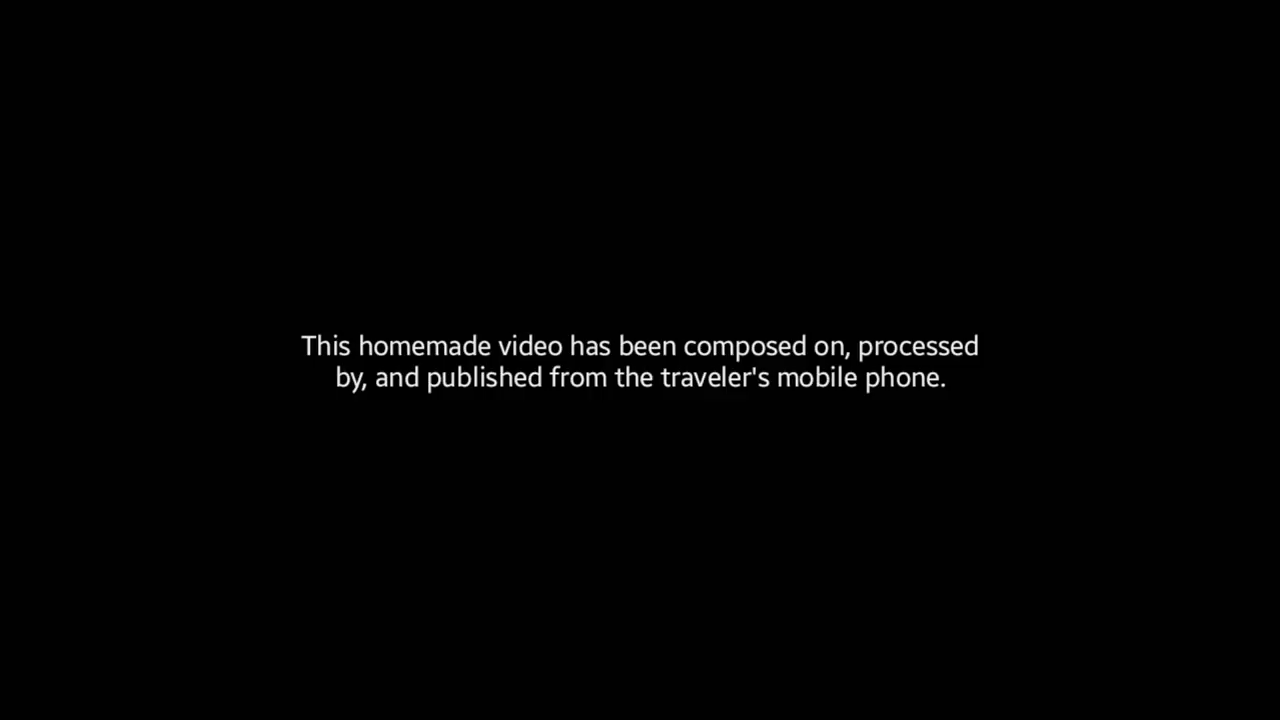 This homemade video has been composed on, processed
by, and published from the traveler's mobile phone.